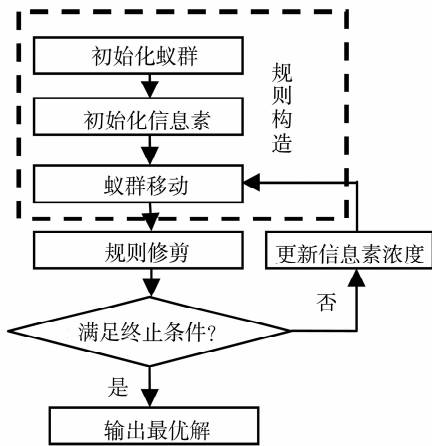 初始化蚁群
规则构造
初始化信息素
蚁群移动
规则修剪
更新信息素浓度
满足终止条件?
否
是
输出最优解